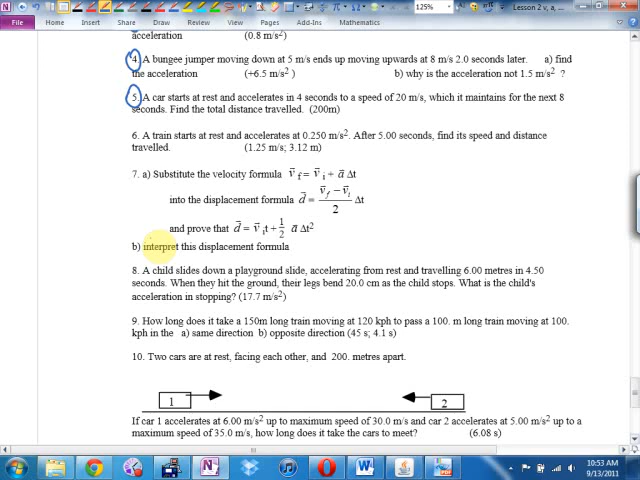 File
Home
Insert
Share
Draw
Review
View
Pens
Add-Ins
Mathematics
125%
Lesson 2 v, a,
acceleration (0.8 m/s²)
4. A bungee jumper moving down at 5 m/s ends up moving upwards at 8 m/s 2.0 seconds later. a) find
the acceleration (+6.5 m/s²) b) why is the acceleration not 1.5 m/s² ?
5. A car starts at rest and accelerates in 4 seconds to a speed of 20 m/s, which it maintains for the next 8
seconds. Find the total distance travelled. (200m)
6. A train starts at rest and accelerates at 0.250 m/s². After 5.00 seconds, find its speed and distance
travelled. (1.25 m/s; 3.12 m)
7. a) Substitute the velocity formula v⃗ f = v⃗ i + a⃗ Δt
into the displacement formula d⃗ = (v⃗f − v⃗i)/2 Δt
and prove that d⃗ = v⃗ it + 1/2 a⃗ Δt²
b) interpret this displacement formula
8. A child slides down a playground slide, accelerating from rest and travelling 6.00 metres in 4.50
seconds. When they hit the ground, their legs bend 20.0 cm as the child stops. What is the child's
acceleration in stopping? (17.7 m/s²)
9. How long does it take a 150m long train moving at 120 kph to pass a 100. m long train moving at 100.
kph in the a) same direction b) opposite direction (45 s; 4.1 s)
10. Two cars are at rest, facing each other, and 200. metres apart.
1
2
If car 1 accelerates at 6.00 m/s² up to maximum speed of 30.0 m/s and car 2 accelerates at 5.00 m/s² up to a
maximum speed of 35.0 m/s, how long does it take the cars to meet? (6.08 s)
10:53 AM
9/13/2011